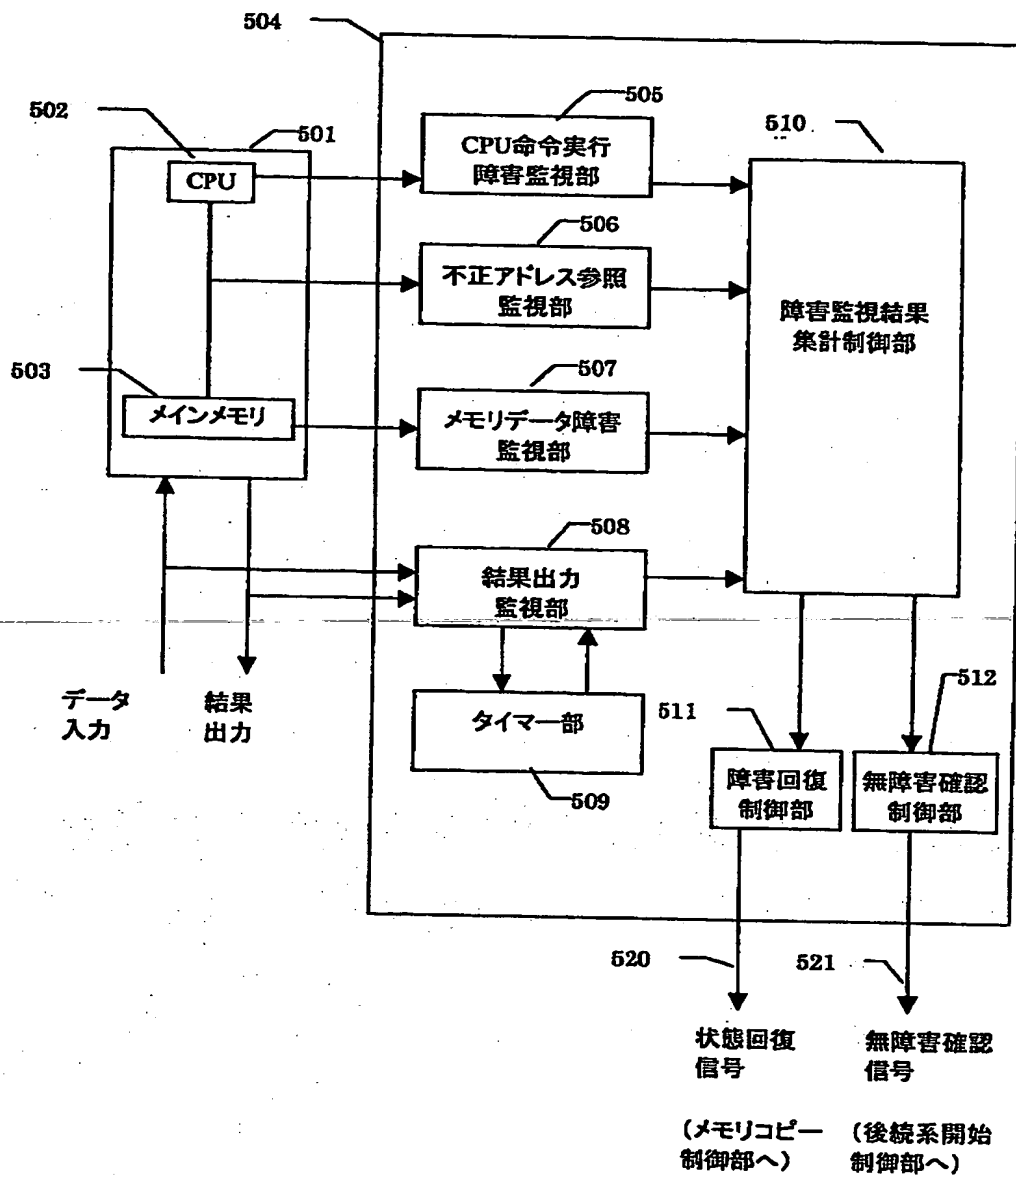 504
502
501
505
510
CPU
CPU命令実行
障害監視部
506
不正アドレス参照
監視部
障害監視結果
集計制御部
503
507
メインメモリ
メモリデータ障害
監視部
508
結果出力
監視部
データ
入力
結果
出力
タイマー部
509
511
512
障害回復
制御部
無障害確認
制御部
520
521
状態回復
信号
無障害確認
信号
(メモリコピー
制御部へ)
(後続系開始
制御部へ)